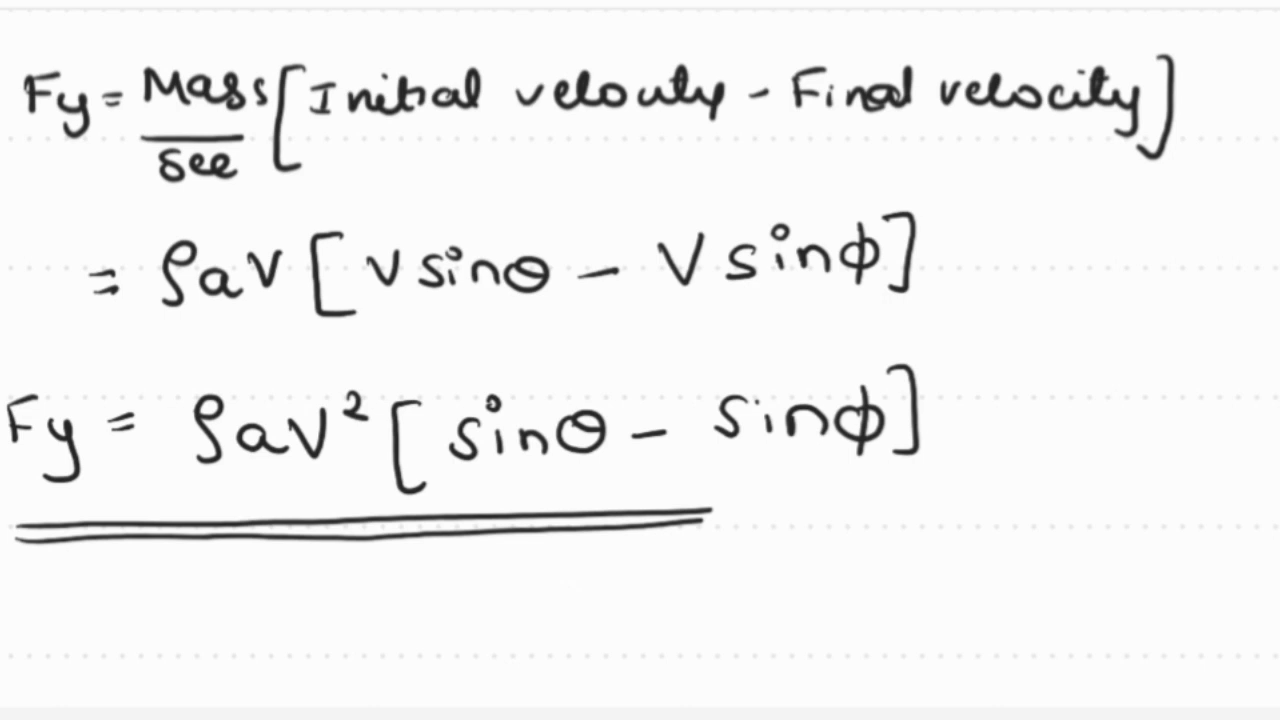 Fy = Mass/sec [Initial velocity - Final velocity]
= ρav [v sinθ - V sinϕ]
Fy = ρav² [sinθ - sinϕ]